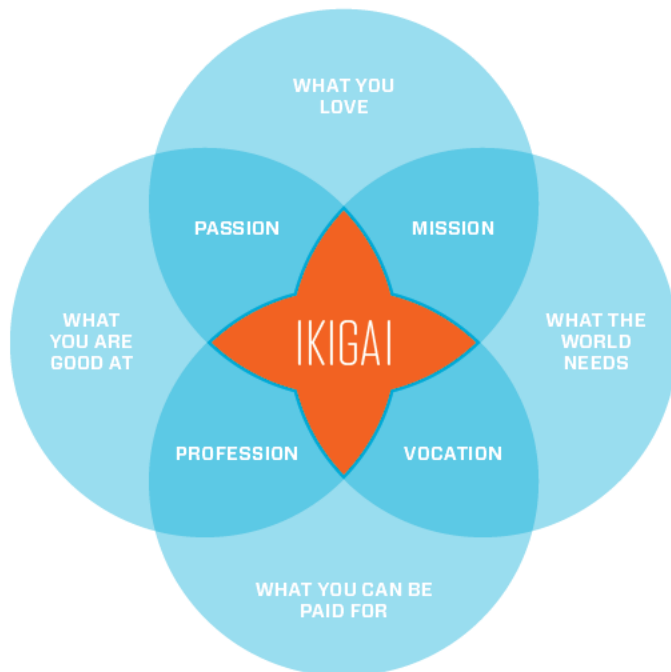 WHAT YOU
LOVE
PASSION
MISSION
WHAT
YOU ARE
GOOD AT
IKIGAI
WHAT THE
WORLD
NEEDS
PROFESSION
VOCATION
WHAT YOU CAN BE
PAID FOR